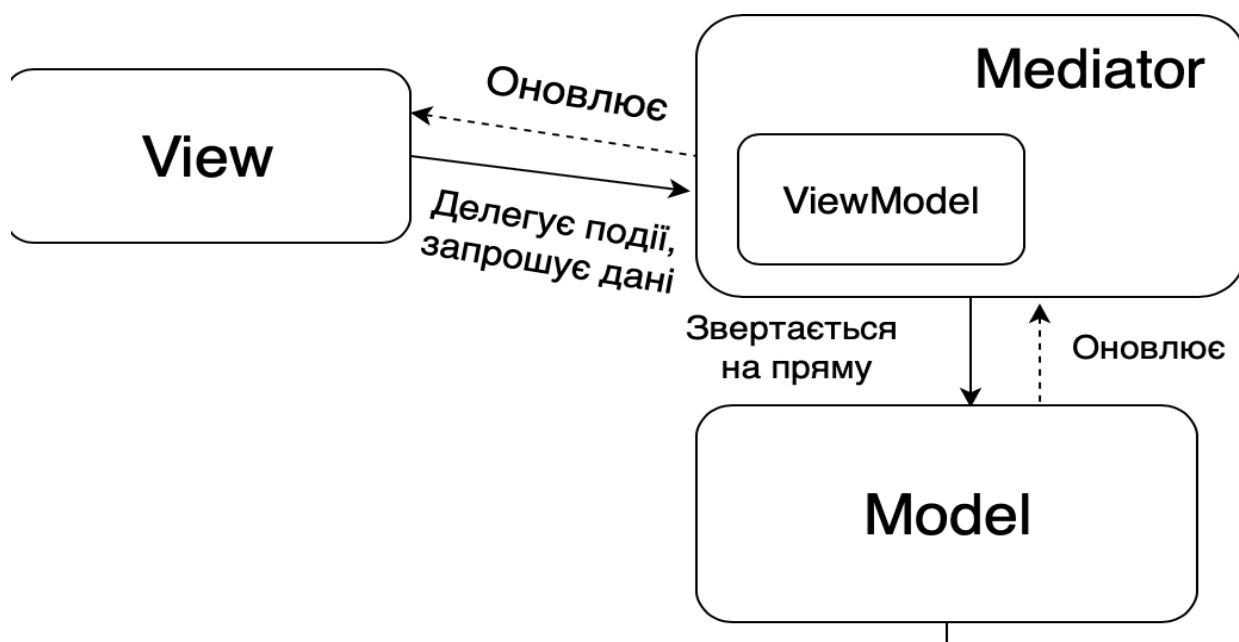 Mediator
Оновлює
View
ViewModel
Делегує події,
запрошує дані
Звертається
на пряму
Оновлює
Model